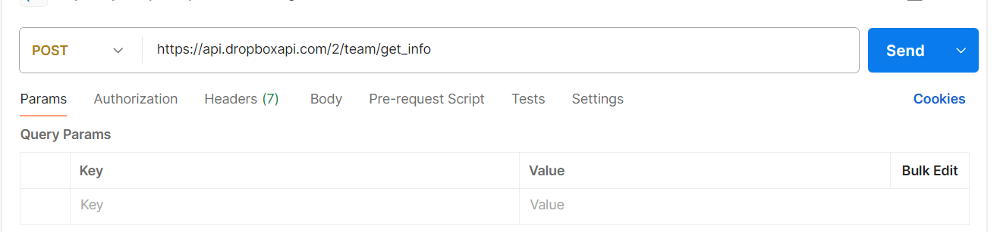 POST https://api.dropboxapi.com/2/team/get_info Send
Params Authorization Headers (7) Body Pre-request Script Tests Settings Cookies
Query Params
Key Value Bulk Edit
Key Value